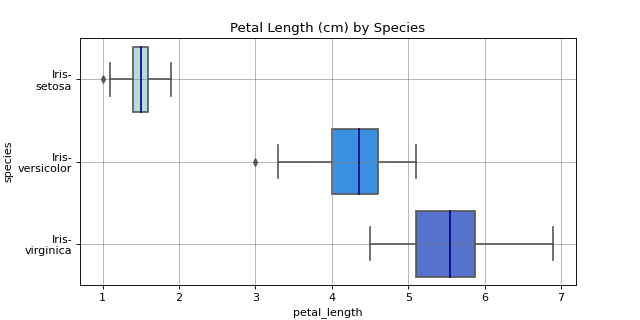 Petal Length (cm) by Species
species
Iris-
setosa
Iris-
versicolor
Iris-
virginica
1 2 3 4 5 6 7
petal_length